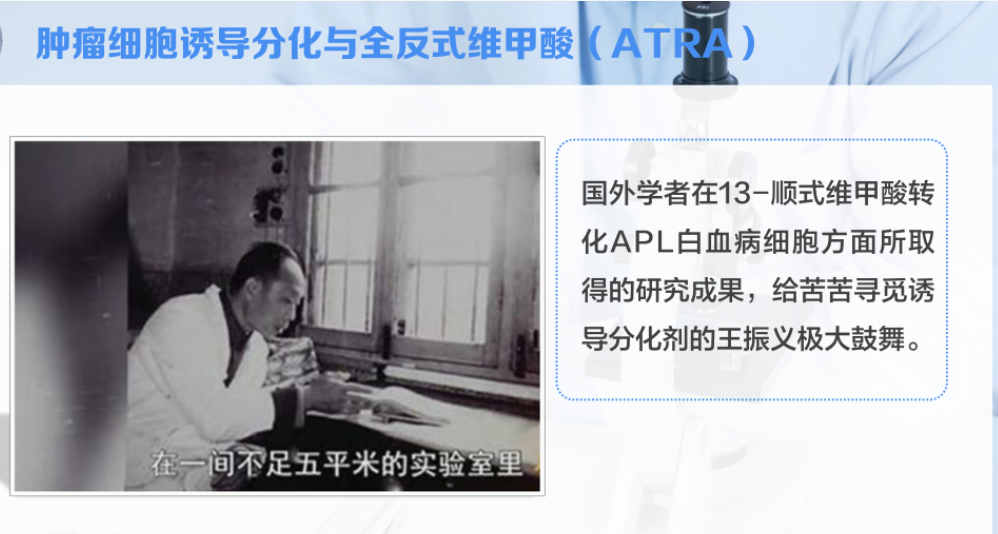 肿瘤细胞诱导分化与全反式维甲酸（ATRA）
国外学者在13-顺式维甲酸转
化APL白血病细胞方面所取
得的研究成果，给苦苦寻觅诱
导分化剂的王振义极大鼓舞。
在一间不足五平米的实验室里